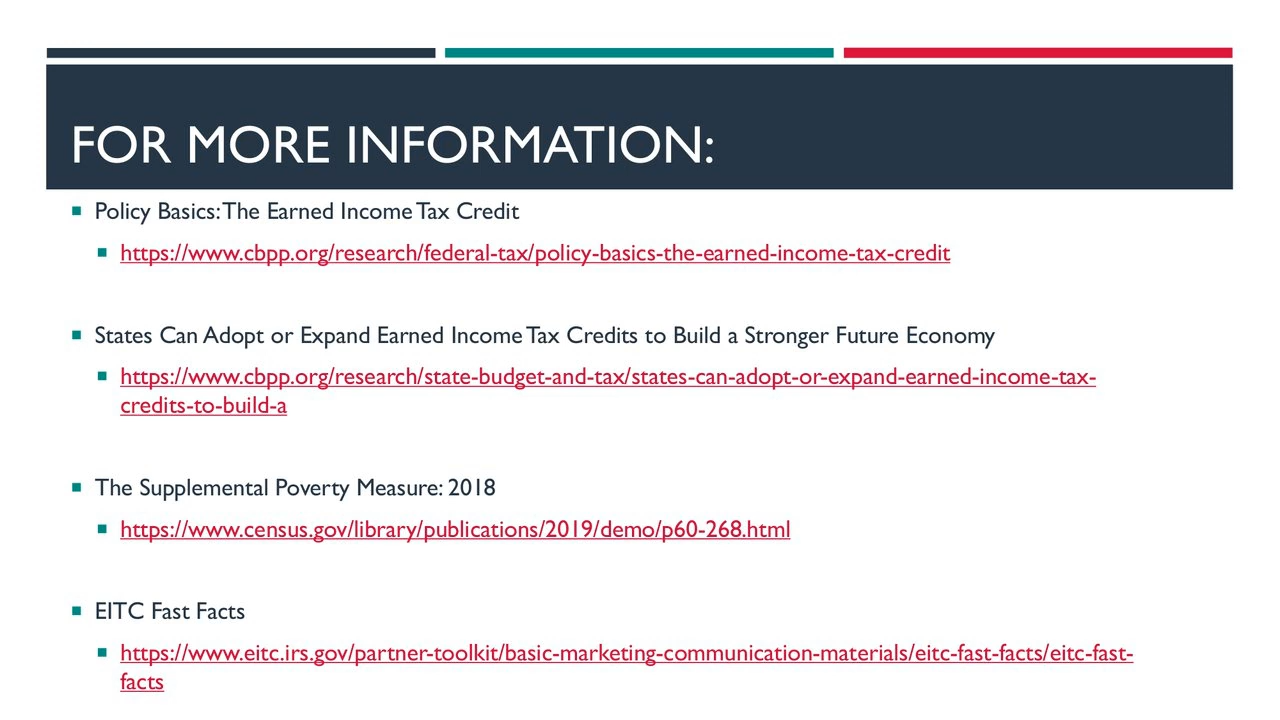 FOR MORE INFORMATION:
Policy Basics: The Earned Income Tax Credit
https://www.cbpp.org/research/federal-tax/policy-basics-the-earned-income-tax-credit
States Can Adopt or Expand Earned Income Tax Credits to Build a Stronger Future Economy
https://www.cbpp.org/research/state-budget-and-tax/states-can-adopt-or-expand-earned-income-tax-
credits-to-build-a
The Supplemental Poverty Measure: 2018
https://www.census.gov/library/publications/2019/demo/p60-268.html
EITC Fast Facts
https://www.eitc.irs.gov/partner-toolkit/basic-marketing-communication-materials/eitc-fast-facts/eitc-fast-
facts